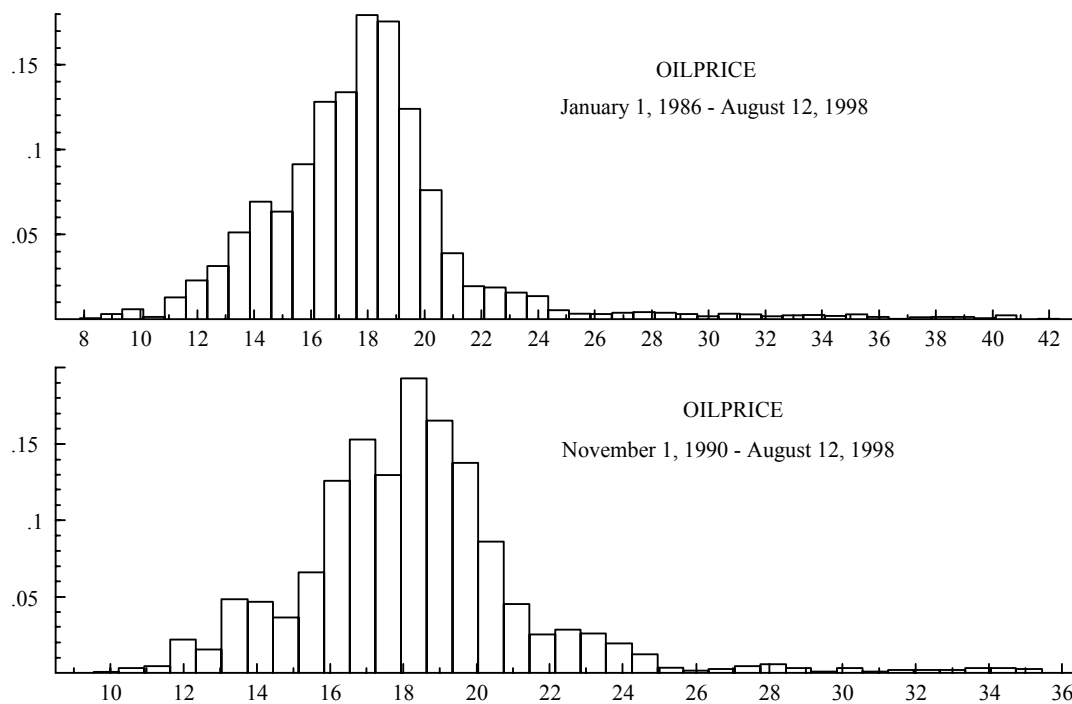 .15
.1
.05
OILPRICE
January 1, 1986 - August 12, 1998
8 10 12 14 16 18 20 22 24 26 28 30 32 34 36 38 40 42
.15
.1
.05
OILPRICE
November 1, 1990 - August 12, 1998
10 12 14 16 18 20 22 24 26 28 30 32 34 36